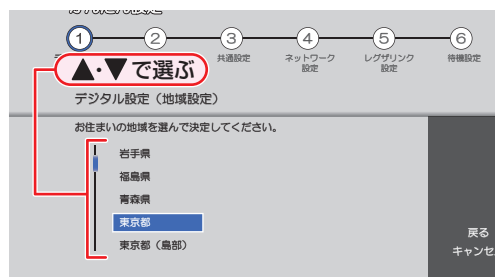 ① ② ③ ④ ⑤ ⑥
共通設定 ネットワーク設定 レグザリンク設定 待機設定
▲・▼で選ぶ
デジタル設定（地域設定）
お住まいの地域を選んで決定してください。
岩手県
福島県
青森県
東京都
東京都（島部）
戻る
キャンセ